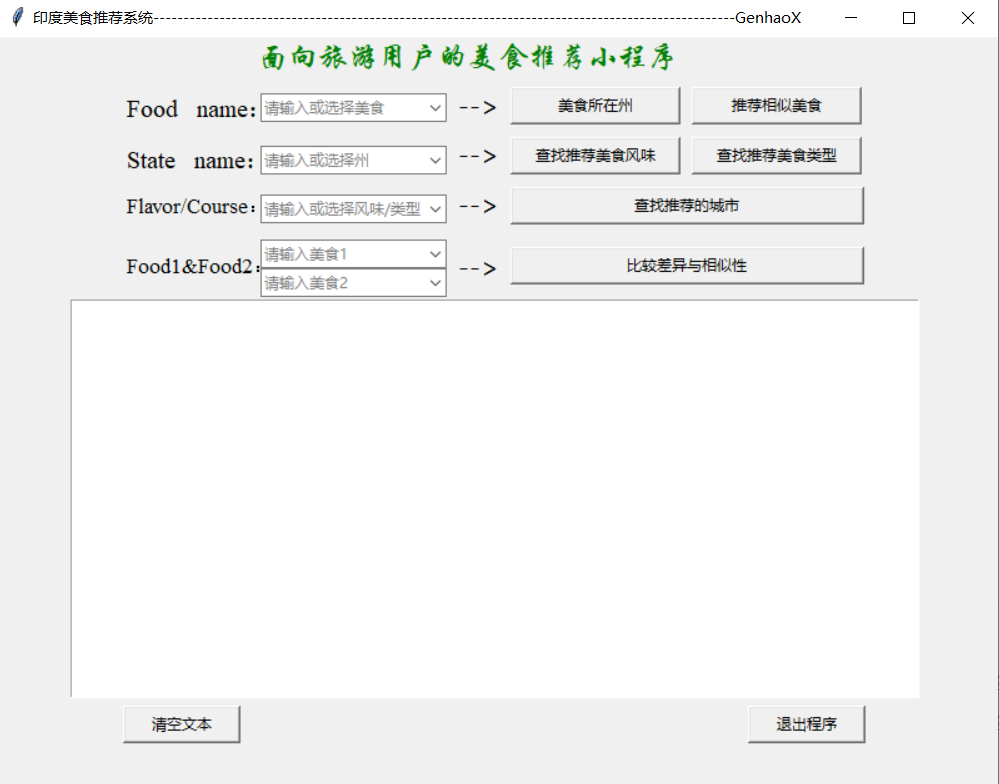 印度美食推荐系统---------------------------------------------------------------------------------------------------GenhaoX
面向旅游用户的美食推荐小程序
Food name: 请输入或选择美食 --> 美食所在州 推荐相似美食
State name: 请输入或选择州 --> 查找推荐美食风味 查找推荐美食类型
Flavor/Course: 请输入或选择风味/类型 --> 查找推荐的城市
Food1&Food2: 请输入美食1 --> 比较差异与相似性
请输入美食2
清空文本 退出程序